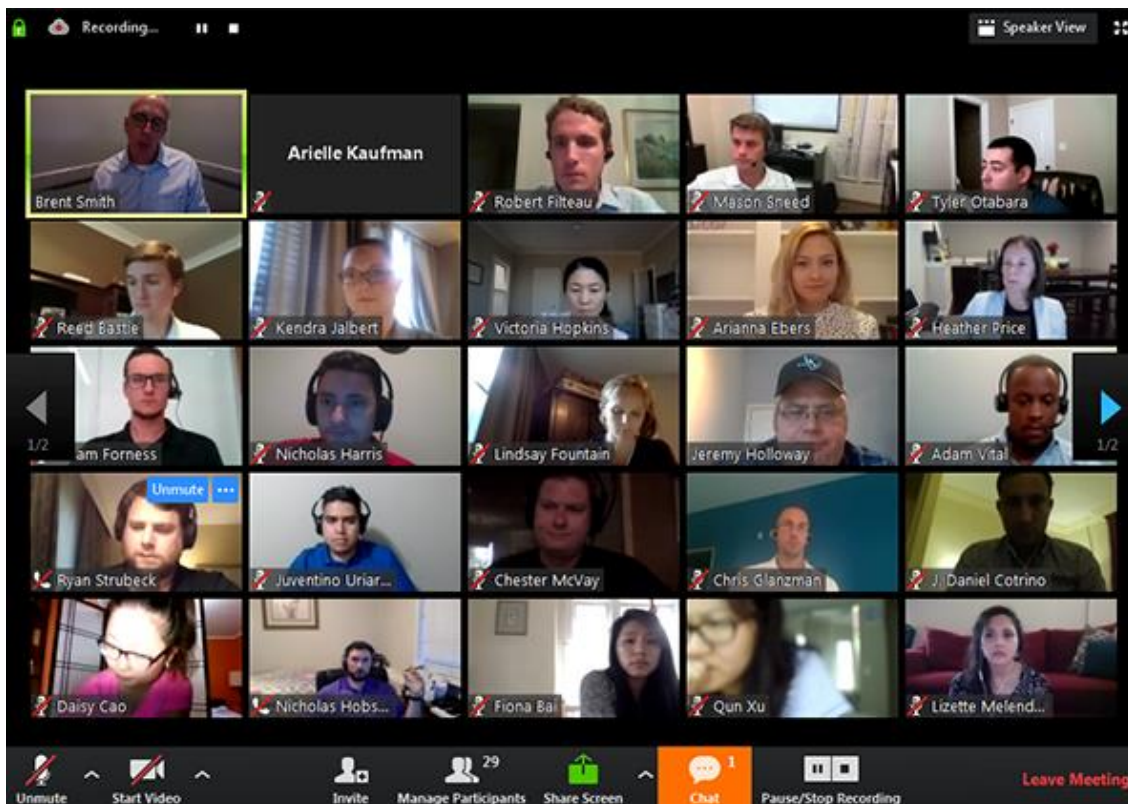 Recording...
Speaker View
Brent Smith
Arielle Kaufman
Robert Filteau
Mason Sneed
Tyler Otabara
Reed Bastie
Kendra Jalbert
Victoria Hopkins
Arianna Ebers
Heather Price
1/2
am Forness
Nicholas Harris
Lindsay Fountain
Jeremy Holloway
Adam Vital
1/2
Unmute ...
Ryan Strubeck
Juventino Uriar...
Chester McVay
Chris Glanzman
J. Daniel Cotrino
Daisy Cao
Nicholas Hobs...
Fiona Bai
Qun Xu
Lizette Melend...
29
1
Unmute
Start Video
Invite
Manage Participants
Share Screen
Chat
Pause/Stop Recording
Leave Meeting